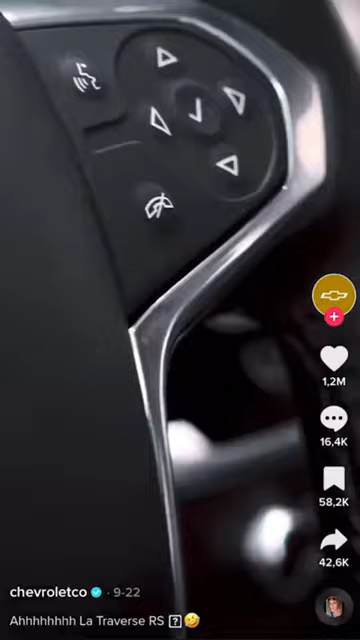 1,2M
16,4K
58,2K
42,6K
chevroletco · 9-22
Ahhhhhhhh La Traverse RS ?🤣